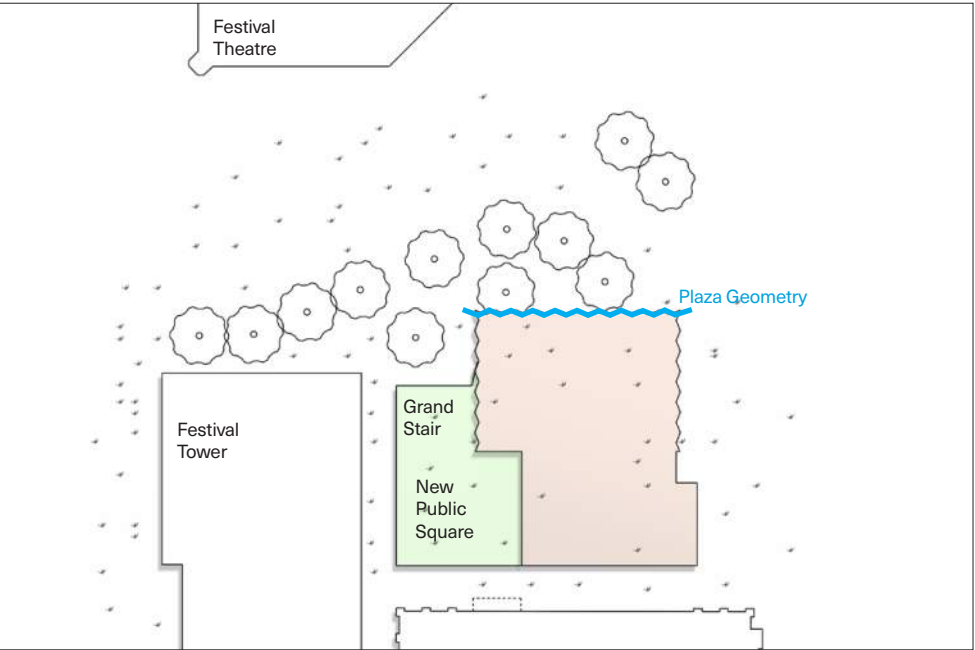 Festival
Theatre
Plaza Geometry
Grand
Stair
Festival
Tower
New
Public
Square